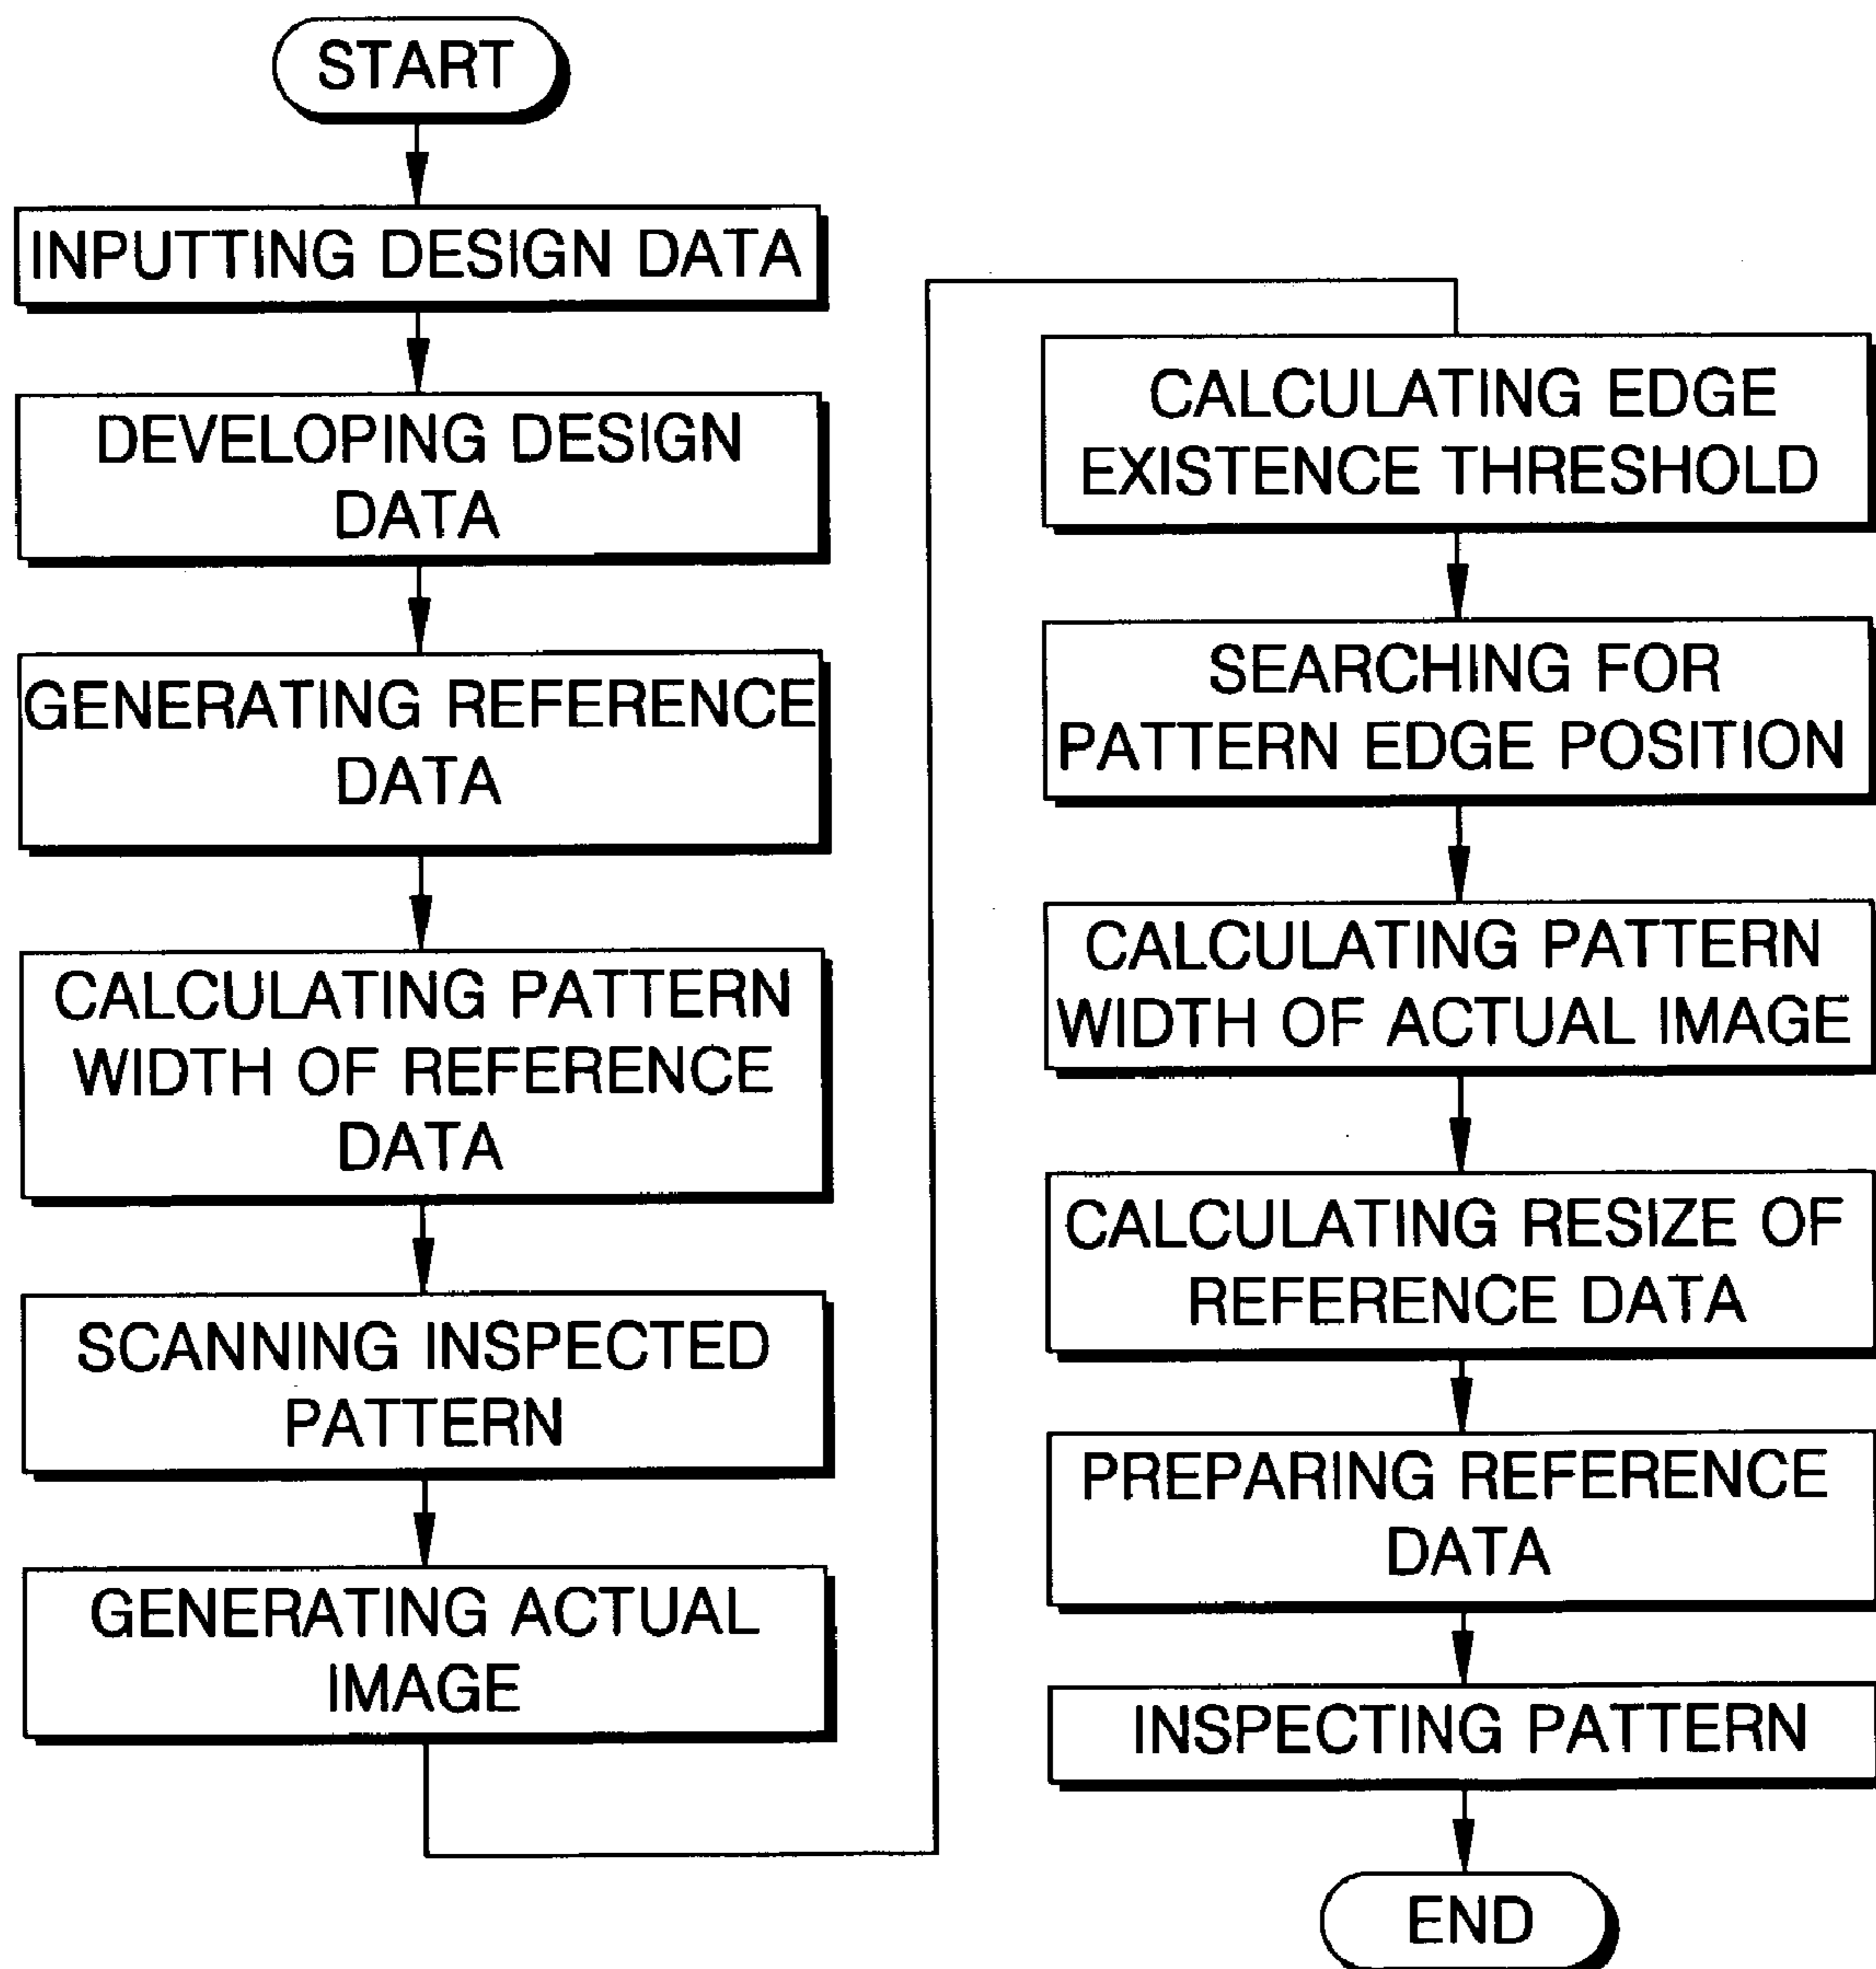 START
INPUTTING DESIGN DATA
DEVELOPING DESIGN
DATA
GENERATING REFERENCE
DATA
CALCULATING PATTERN
WIDTH OF REFERENCE
DATA
SCANNING INSPECTED
PATTERN
GENERATING ACTUAL
IMAGE
CALCULATING EDGE
EXISTENCE THRESHOLD
SEARCHING FOR
PATTERN EDGE POSITION
CALCULATING PATTERN
WIDTH OF ACTUAL IMAGE
CALCULATING RESIZE OF
REFERENCE DATA
PREPARING REFERENCE
DATA
INSPECTING PATTERN
END